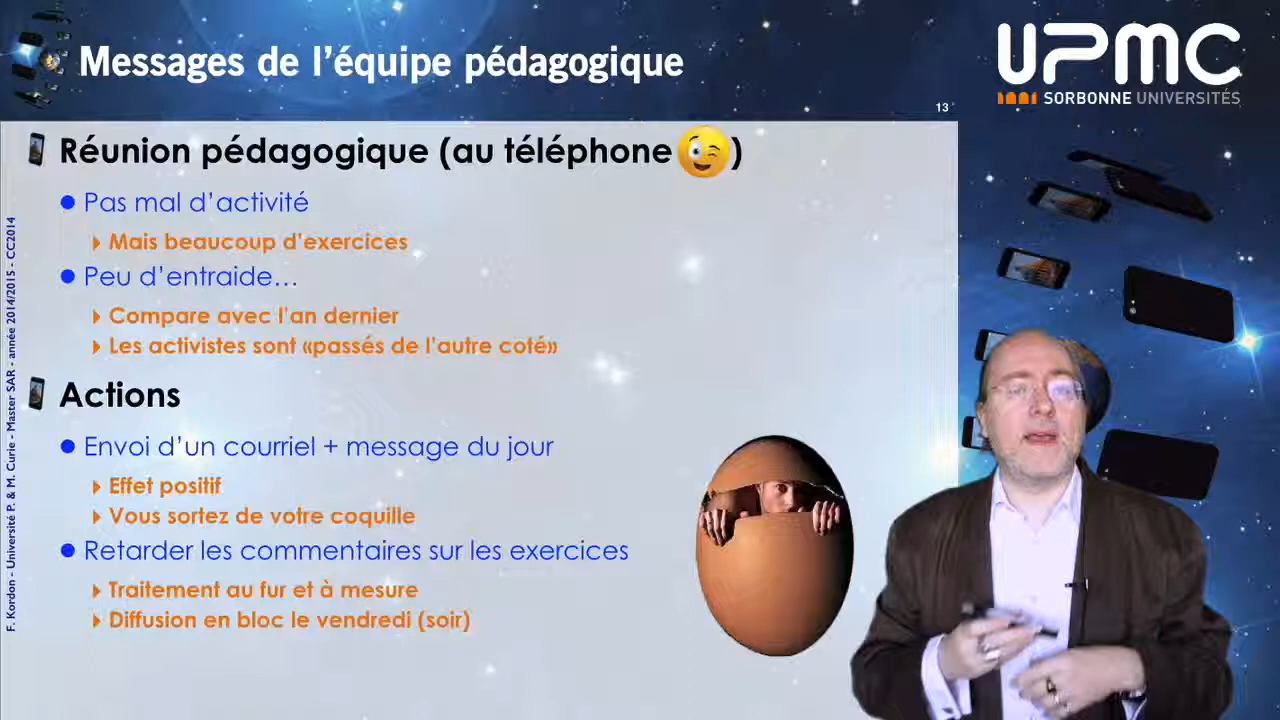 Messages de l’équipe pédagogique
UPMC
SORBONNE UNIVERSITÉS
13
Réunion pédagogique (au téléphone 😉)
Pas mal d’activité
Mais beaucoup d’exercices
Peu d’entraide...
Compare avec l’an dernier
Les activistes sont «passés de l’autre coté»
Actions
Envoi d’un courriel + message du jour
Effet positif
Vous sortez de votre coquille
Retarder les commentaires sur les exercices
Traitement au fur et à mesure
Diffusion en bloc le vendredi (soir)
F. Kordon - Université P. & M. Curie - Master SAR - année 2014/2015 - CC2014